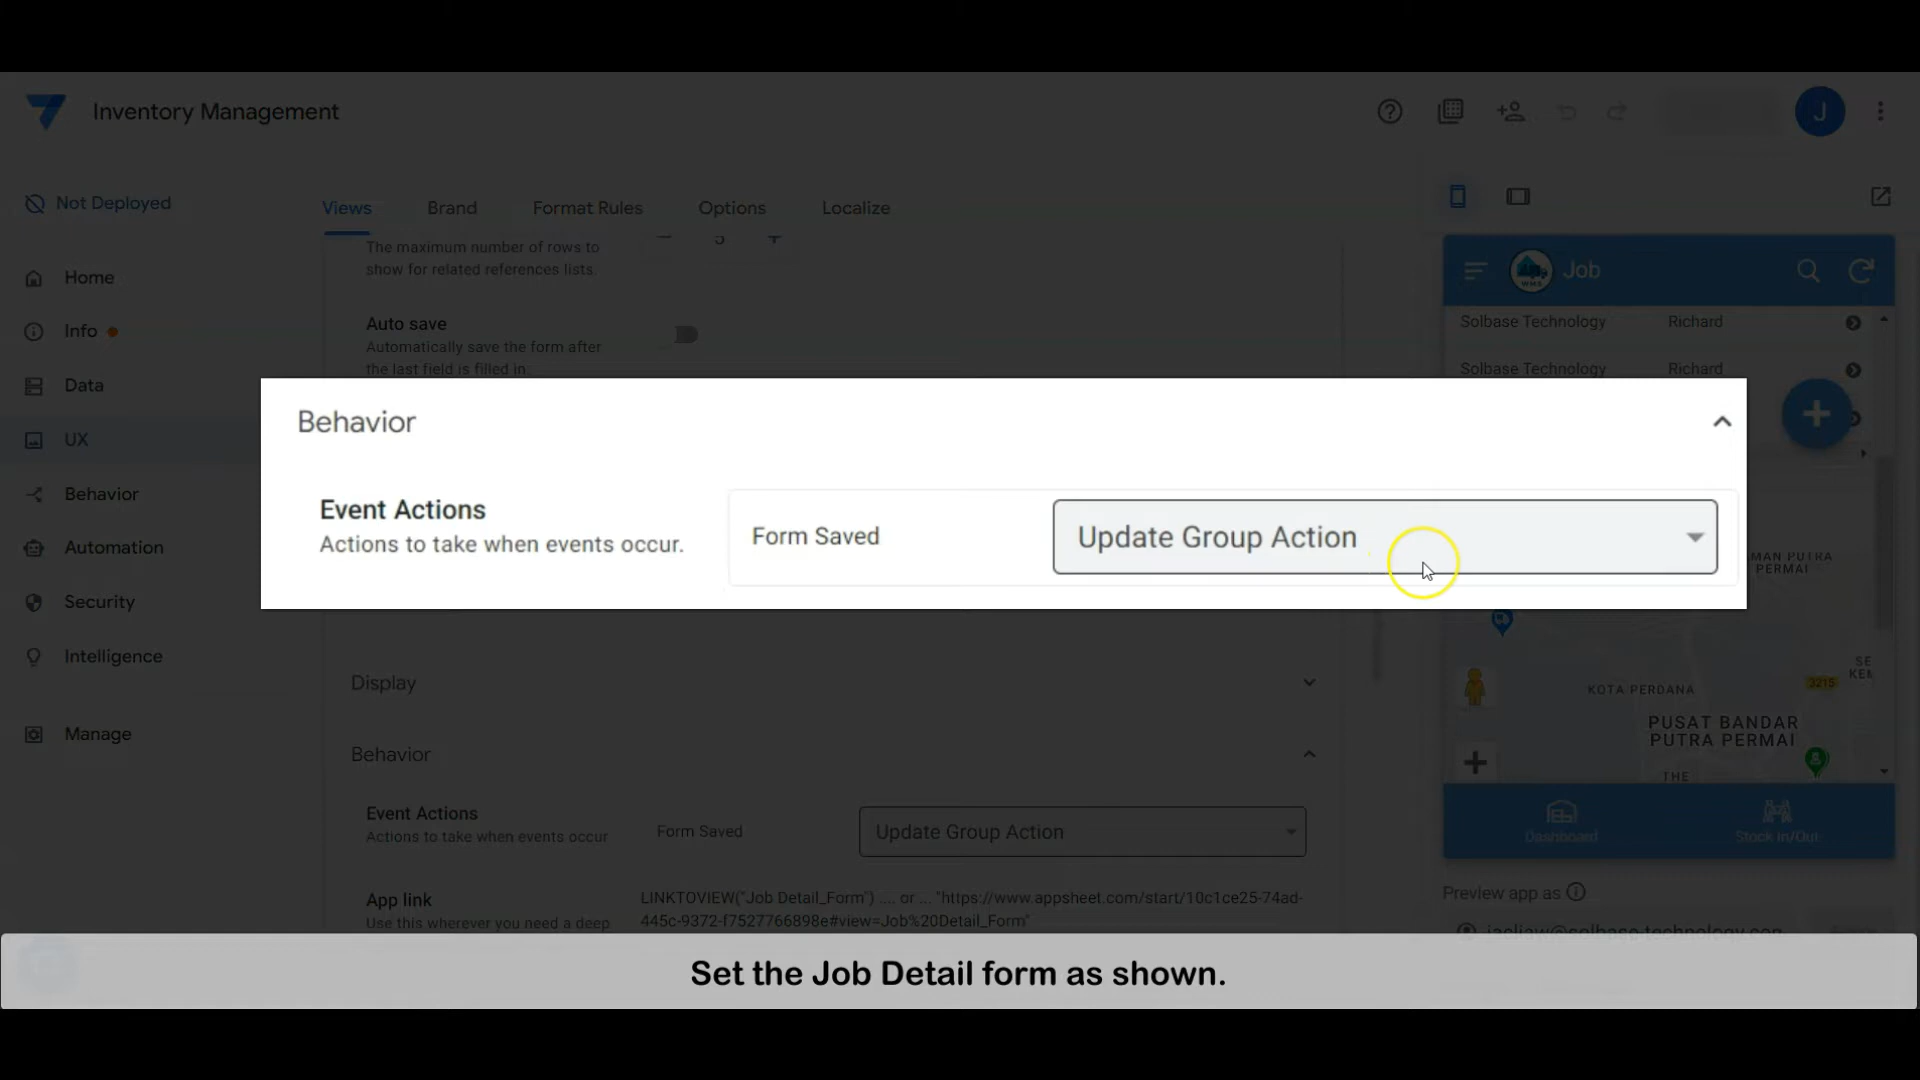 Inventory Management
J
Not Deployed
Views Brand Format Rules Options Localize
The maximum number of rows to
show for related references lists.
5
Home
Info
Data
UX
Behavior
Automation
Security
Intelligence
Manage
Auto save
Automatically save the form after
the last field is filled in:
Behavior
Event Actions
Actions to take when events occur.
Form Saved
Update Group Action
Display
Behavior
Event Actions
Actions to take when events occur
Form Saved
Update Group Action
App link
Use this wherever you need a deep
LINKTOVIEW("Job Detail_Form") .... or ... "https://www.appsheet.com/start/10c1ce25-74ad-
445c-9372-f7527766898e#view=Job%20Detail_Form"
WMS
Job
Solbase Technology Richard
Solbase Technology Richard
MAN PUTRA
PERMAI
KOTA PERDANA
3215
PUSAT BANDAR
PUTRA PERMAI
THE
Dashboard
Stock In/Out
Preview app as
Set the Job Detail form as shown.